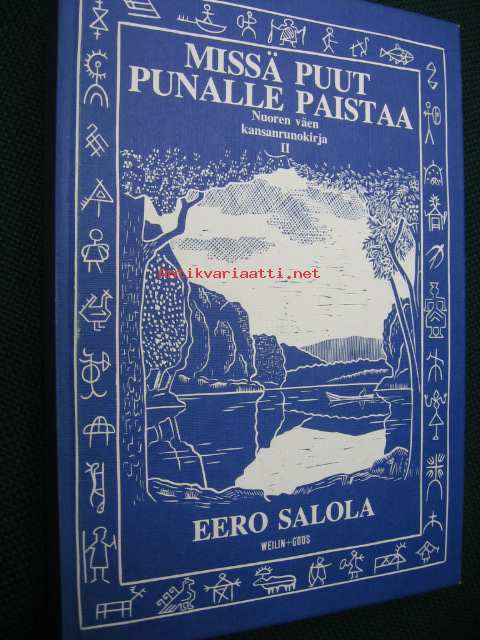 MISSÄ PUUT
PUNALLE PAISTAA
Nuoren väen
kansanrunokirja
II
antikvariaatti.net
EERO SALOLA
WEILIN+GÖÖS